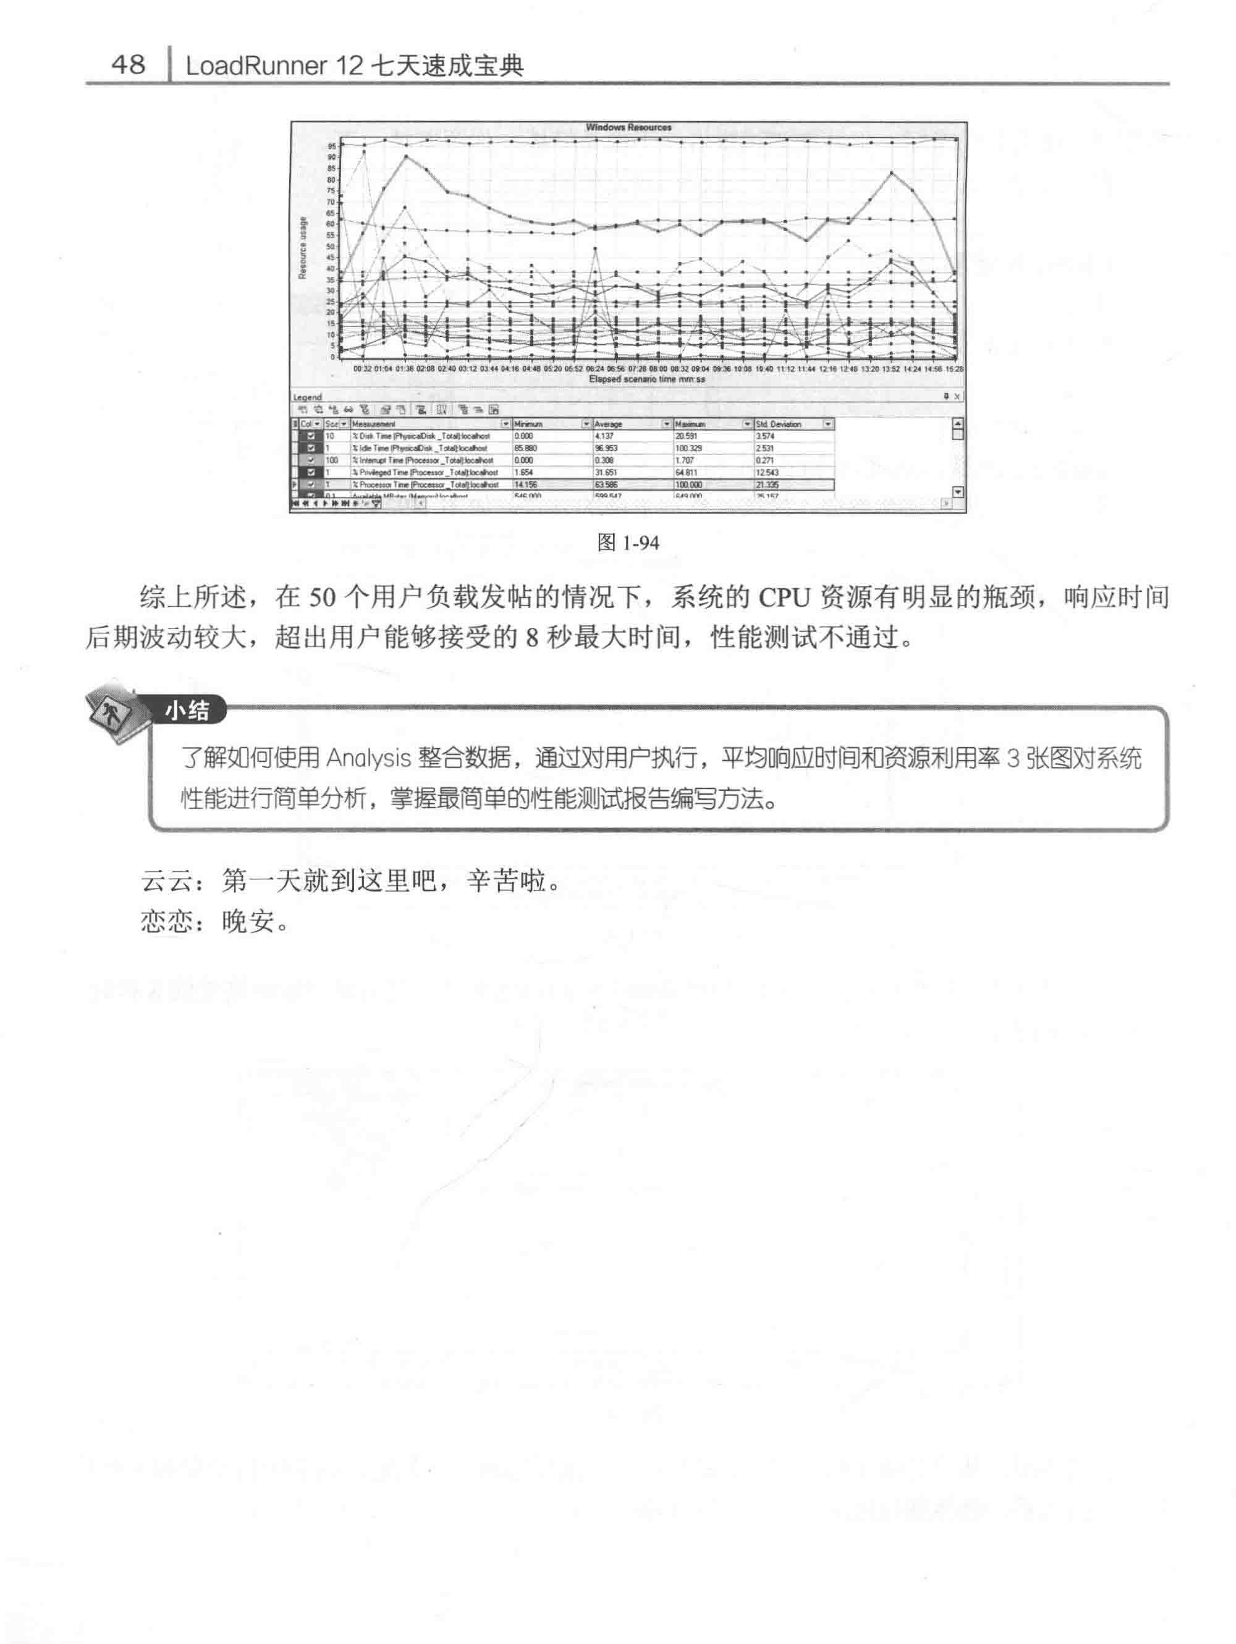 48 LoadRunner 12 七天速成宝典
Windows Resources
95
90
85
80
75
70
65
60
55
50
45
40
35
30
25
20
15
10
5
0
Resource usage
00:32 01:04 01:36 02:08 02:40 03:12 03:44 04:16 04:48 05:20 05:52 06:24 06:56 07:28 08:00 08:32 09:04 09:36 10:08 10:40 11:12 11:44 12:16 12:48 13:20 13:52 14:24 14:56 15:28
Elapsed scenario time mm:ss
Legend
Col Measurement Minimum Average Maximum Std. Deviation
10 % Disk Time (PhysicalDisk _Total):localhost 0.000 4.137 20.591 3.574
1 % Idle Time (PhysicalDisk _Total):localhost 85.880 96.953 100.329 2.531
100 % Interrupt Time (Processor _Total):localhost 0.000 0.308 1.707 0.271
1 % Privileged Time (Processor _Total):localhost 1.654 31.651 64.811 12.543
1 % Processor Time (Processor _Total):localhost 14.156 63.586 100.000 21.335
图 1-94
综上所述，在 50 个用户负载发帖的情况下，系统的 CPU 资源有明显的瓶颈，响应时间
后期波动较大，超出用户能够接受的 8 秒最大时间，性能测试不通过。
小结
了解如何使用 Analysis 整合数据，通过对用户执行，平均响应时间和资源利用率 3 张图对系统
性能进行简单分析，掌握最简单的性能测试报告编写方法。
云云：第一天就到这里吧，辛苦啦。
恋恋：晚安。